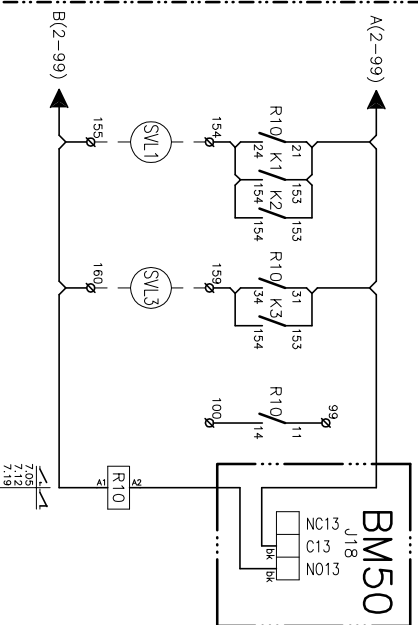 A(2-99)
R10
21
24
K1
153
154
K2
153
154
154
SVL1
155
R10
31
34
K3
153
154
159
SVL3
160
99
R10
11
14
100
BM50
J18
NC13
C13
NO13
bk
bk
A2
R10
A1
7.05
7.12
7.19
B(2-99)